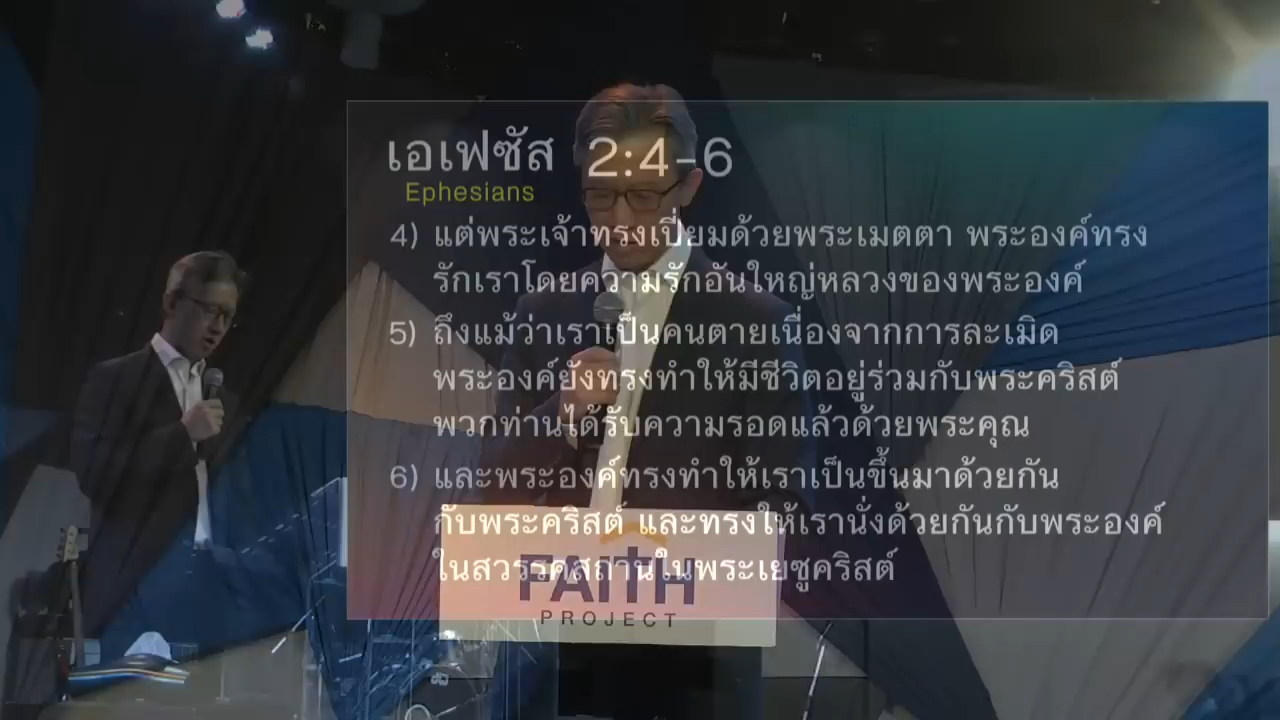 เอเฟซัส 2:4-6
Ephesians
4) แต่พระเจ้าทรงเปี่ยมด้วยพระเมตตา พระองค์ทรง
รักเราโดยความรักอันใหญ่หลวงของพระองค์
5) ถึงแม้ว่าเราเป็นคนตายเนื่องจากการละเมิด
พระองค์ยังทรงทำให้มีชีวิตอยู่ร่วมกับพระคริสต์
พวกท่านได้รับความรอดแล้วด้วยพระคุณ
6) และพระองค์ทรงทำให้เราเป็นขึ้นมาด้วยกัน
กับพระคริสต์ และทรงให้เรานั่งด้วยกันกับพระองค์
ในสวรรคสถานในพระเยซูคริสต์
FAITH
PROJECT